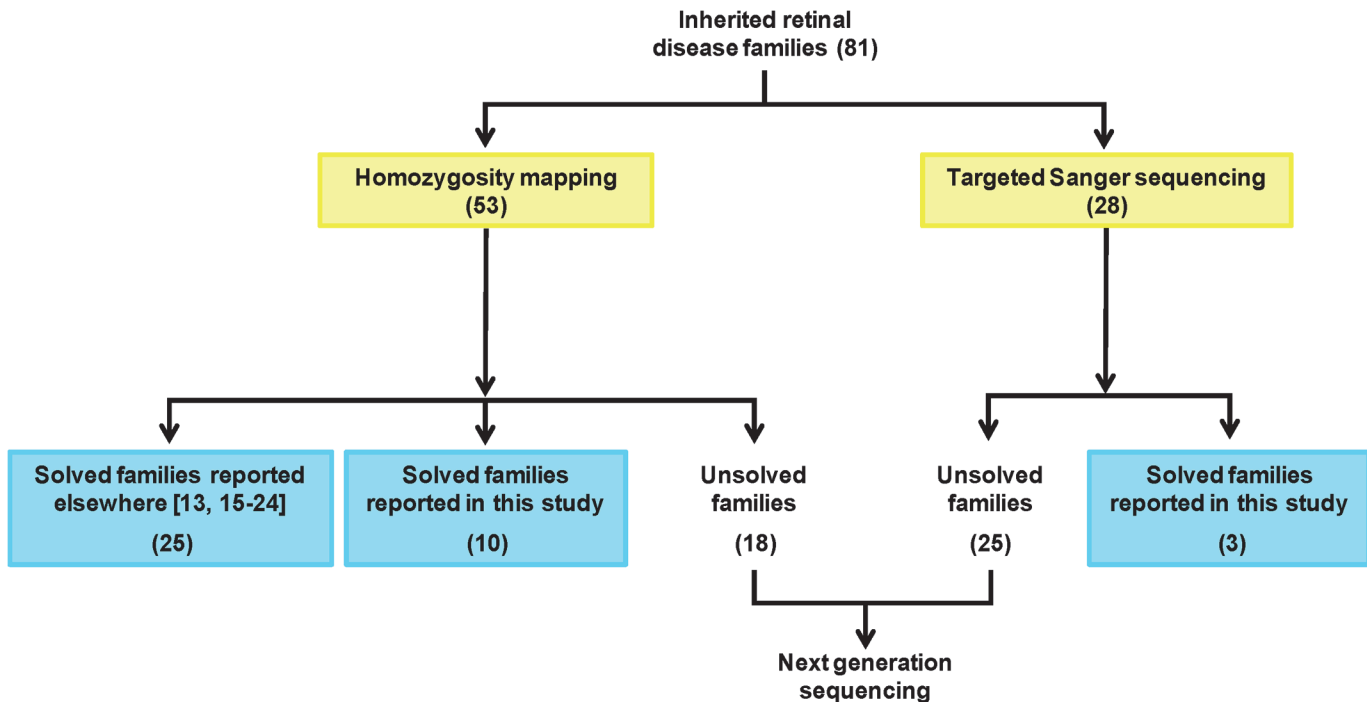 Inherited retinal
disease families (81)
Homozygosity mapping
(53)
Targeted Sanger sequencing
(28)
Solved families reported
elsewhere [13, 15-24]
(25)
Solved families
reported in this study
(10)
Unsolved
families
(18)
Unsolved
families
(25)
Solved families
reported in this study
(3)
Next generation
sequencing